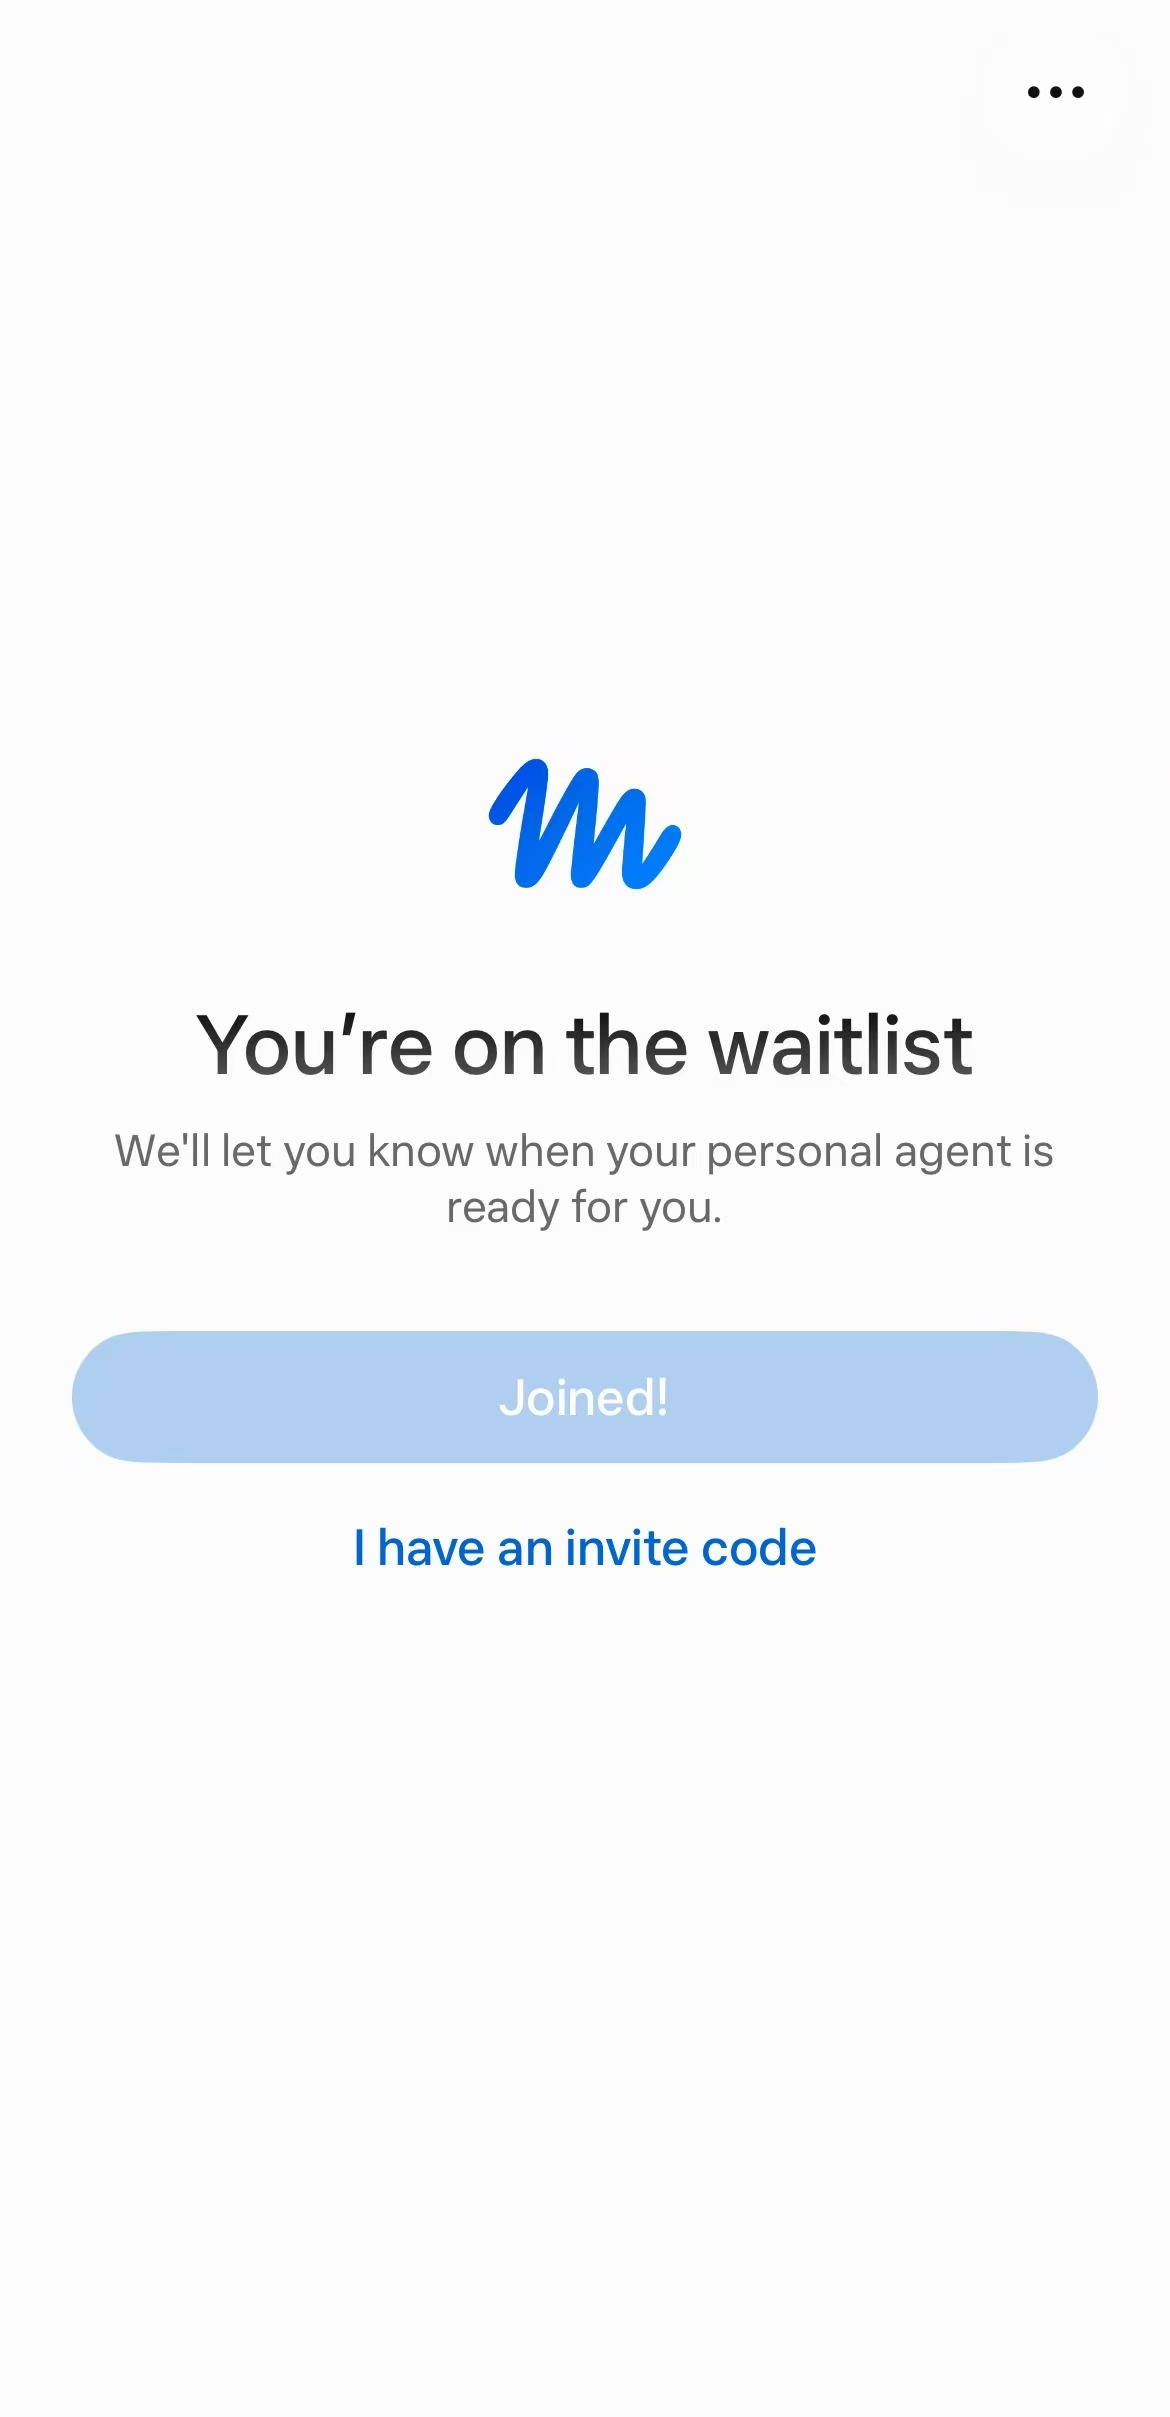 You’re on the waitlist
We'll let you know when your personal agent is
ready for you.
Joined!
I have an invite code